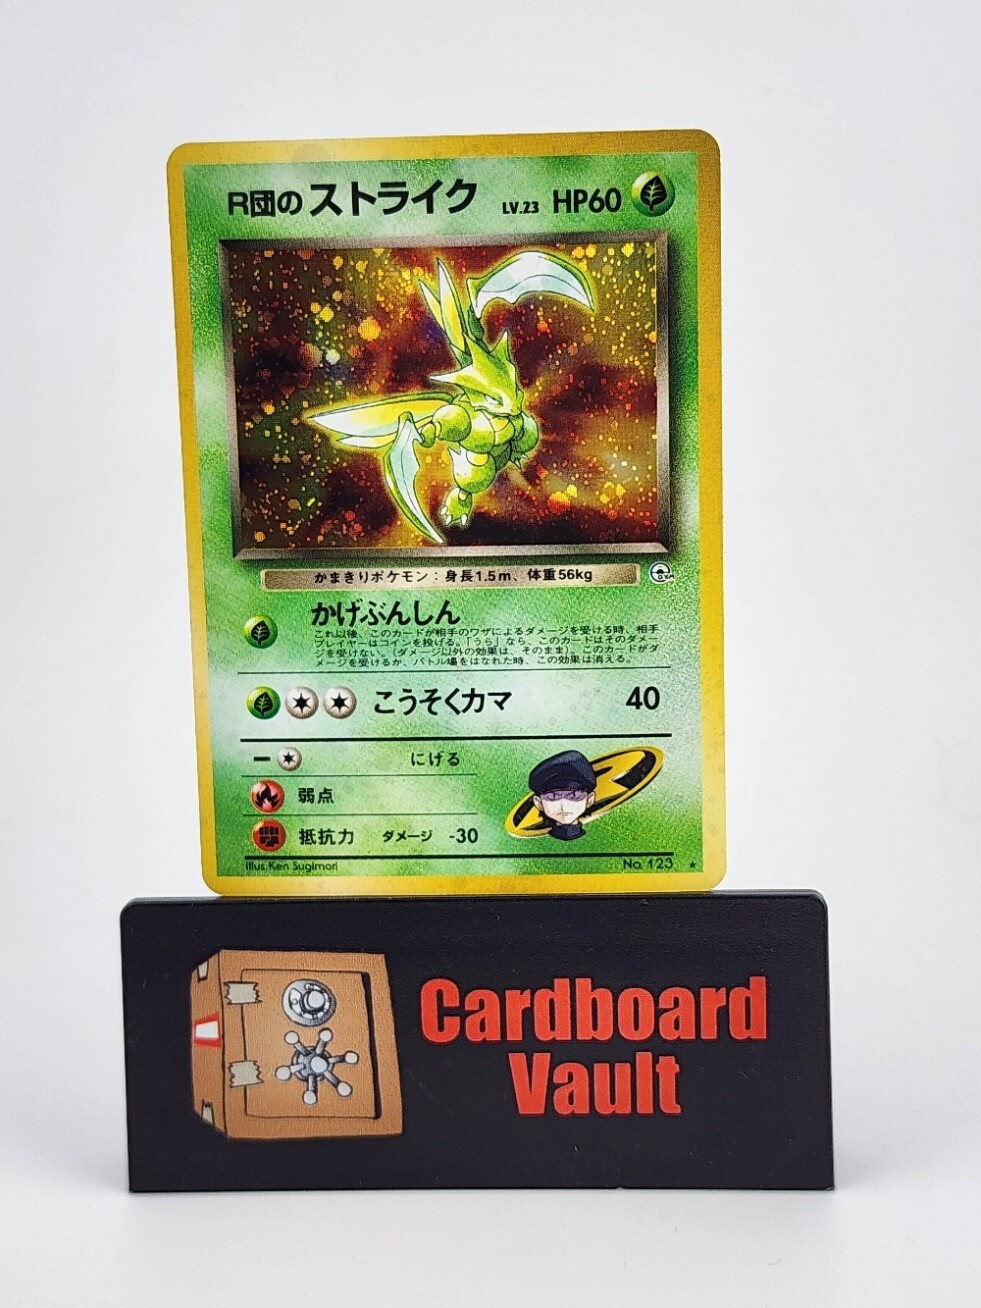 R団のストライク LV.23 HP60
かまきりポケモン：身長1.5m、体重56kg
GYM
かげぶんしん
これ以後、このカードが相手のワザによるダメージを受ける時、相手
プレイヤーはコインを投げる。「うら」なら、このカードはそのダメー
ジを受けない。（ダメージ以外の効果は、そのまま）。このカードがダ
メージを受けるか、バトル場をはなれた時、この効果は消える。
こうそくカマ 40
にげる
弱点
抵抗力 ダメージ -30
Illus.Ken Sugimori No. 123 ★
Cardboard
Vault